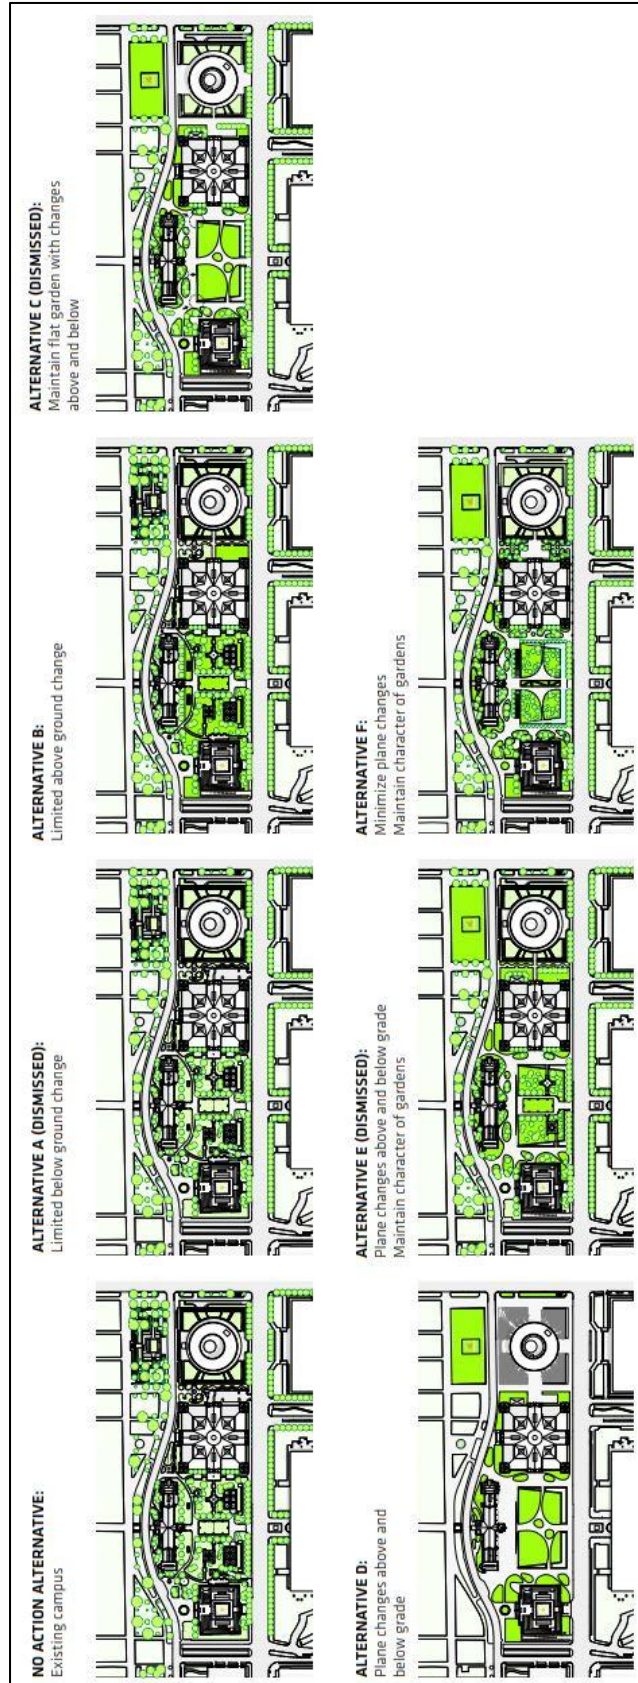 NO ACTION ALTERNATIVE:
Existing campus
ALTERNATIVE A (DISMISSED):
Limited below ground change
ALTERNATIVE B:
Limited above ground change
ALTERNATIVE C (DISMISSED):
Maintain flat garden with changes
above and below
ALTERNATIVE D:
Plane changes above and
below grade
ALTERNATIVE E (DISMISSED):
Plane changes above and below grade
Maintain character of gardens
ALTERNATIVE F:
Minimize plane changes
Maintain character of gardens